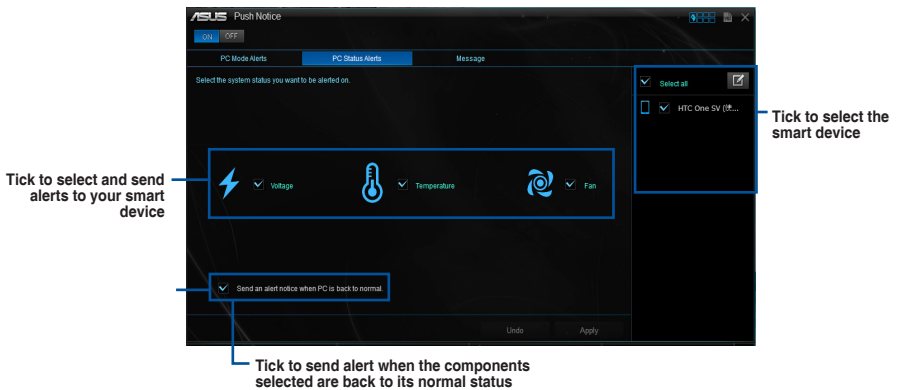 ASUS Push Notice
ON OFF
PC Mode Alerts PC Status Alerts Message
Select the system status you want to be alerted on.
Select all
HTC One SV
Tick to select the
smart device
Tick to select and send
alerts to your smart
device
Voltage Temperature Fan
Send an alert notice when PC is back to normal.
Undo Apply
Tick to send alert when the components
selected are back to its normal status